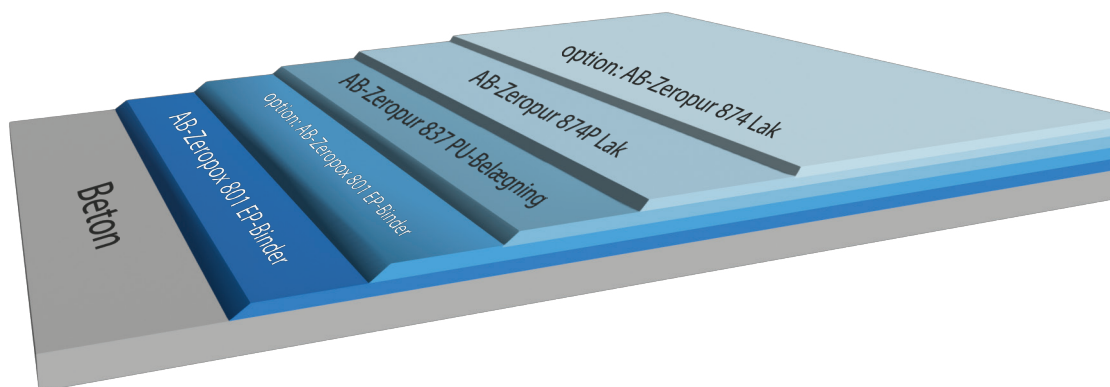 Beton
AB-Zeropox 801 EP-Binder
option: AB-Zeropox 801 EP-Binder
AB-Zeropur 837 PU-Belægning
AB-Zeropur 874P Lak
option: AB-Zeropur 874 Lak